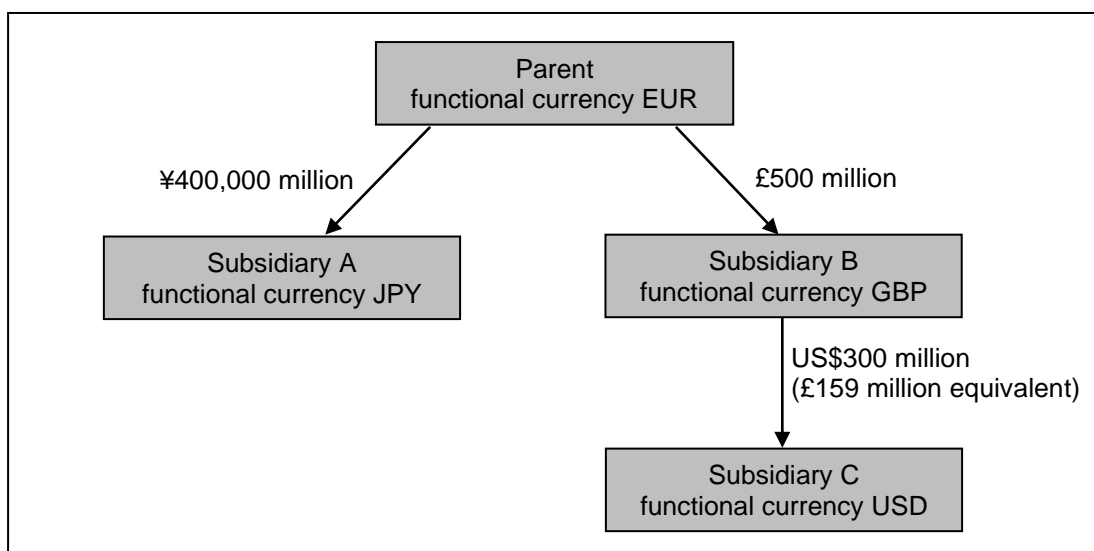 Parent
functional currency EUR
¥400,000 million
£500 million
Subsidiary A
functional currency JPY
Subsidiary B
functional currency GBP
US$300 million
(£159 million equivalent)
Subsidiary C
functional currency USD